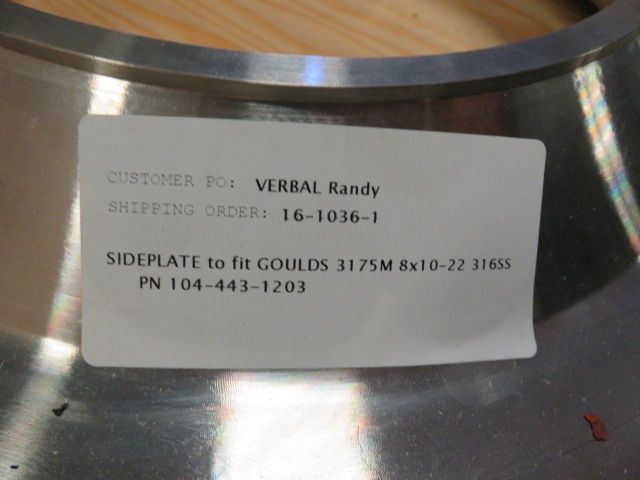 CUSTOMER PO: VERBAL Randy
SHIPPING ORDER: 16-1036-1
SIDEPLATE to fit GOULDS 3175M 8x10-22 316SS
PN 104-443-1203